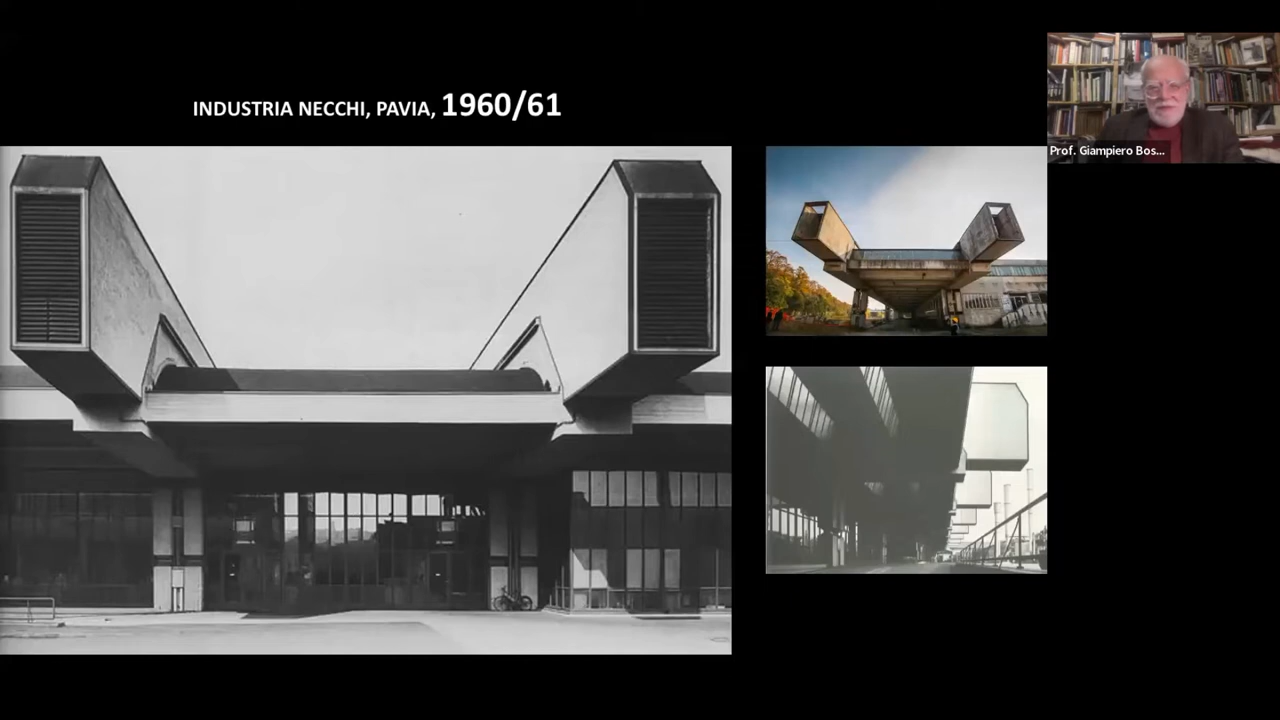 INDUSTRIA NECCHI, PAVIA, 1960/61
Prof. Giampiero Bos...